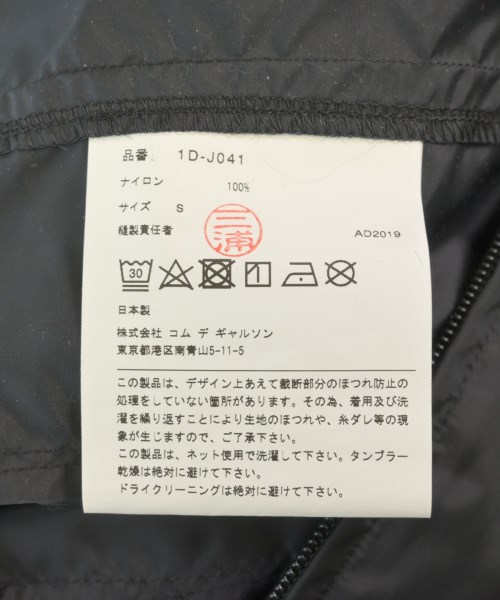 品番. 1D-J041
ナイロン 100%
サイズ S
縫製責任者 三浦 AD2019
30
日本製
株式会社 コム デ ギャルソン
東京都港区南青山5-11-5
この製品は、デザイン上あえて裁断部分のほつれ防止の
処理をしていない箇所があります。その為、着用及び洗
濯を繰り返すことにより生地のほつれや、糸ダレ等の現
象が生じますので、ご了承下さい。
この製品は、ネット使用で洗濯して下さい。タンブラー
乾燥は絶対に避けて下さい。
ドライクリーニングは絶対に避けて下さい。